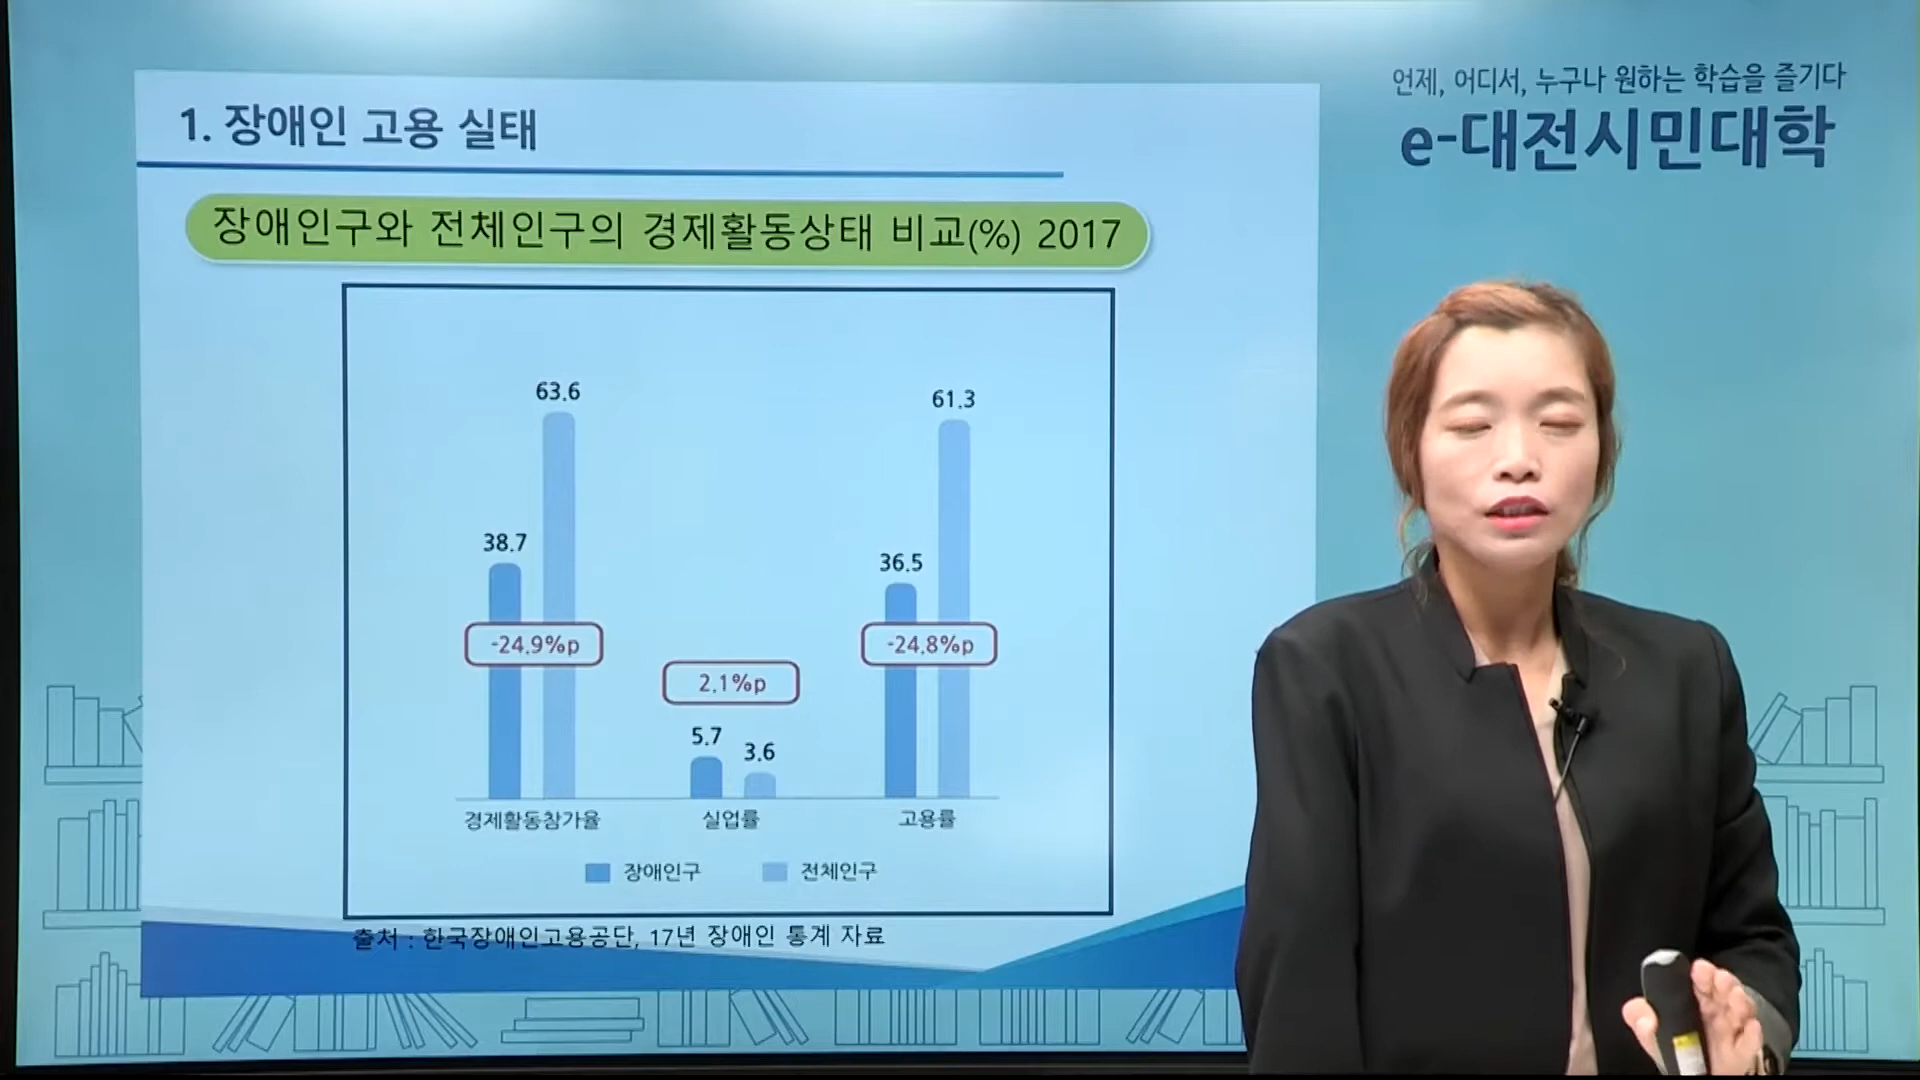 언제, 어디서, 누구나 원하는 학습을 즐기다
e-대전시민대학
1. 장애인 고용 실태
장애인구와 전체인구의 경제활동상태 비교(%) 2017
63.6
61.3
38.7
36.5
-24.9%p
-24.8%p
2.1%p
5.7
3.6
경제활동참가율
실업률
고용률
장애인구
전체인구
출처 : 한국장애인고용공단, 17년 장애인 통계 자료